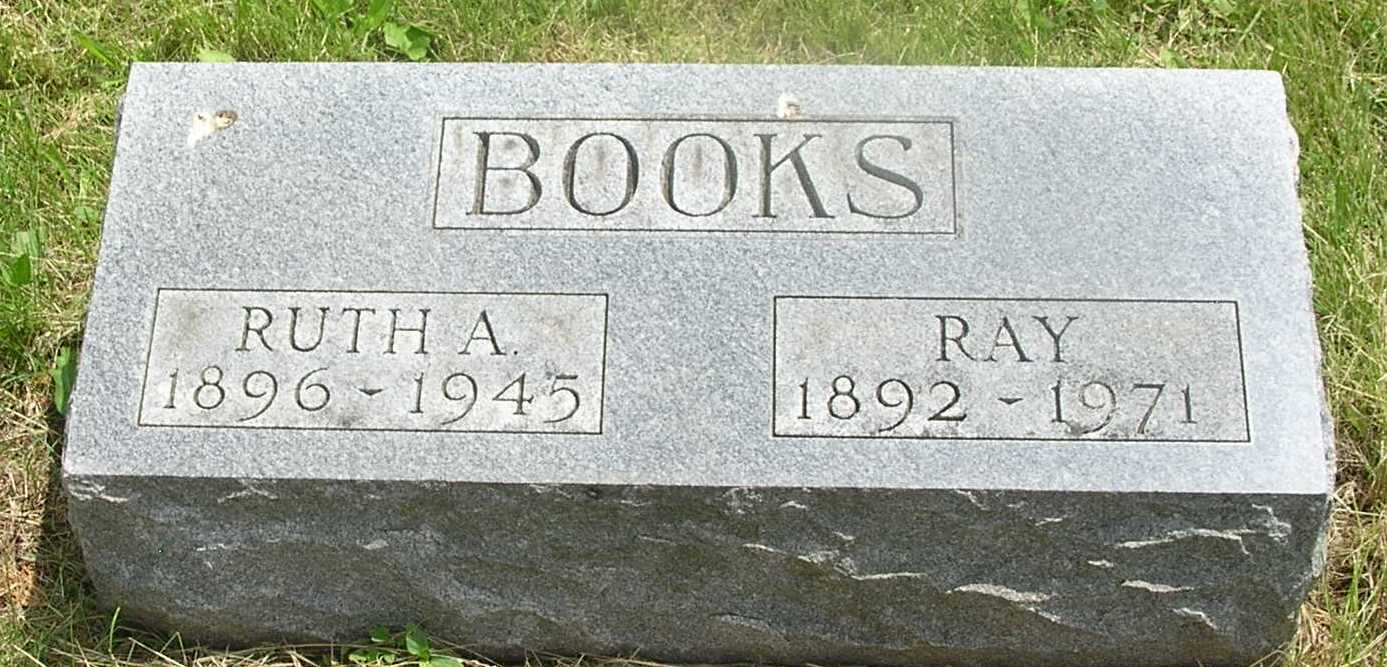 BOOKS
RUTH A.
1896 - 1945
RAY
1892 - 1971